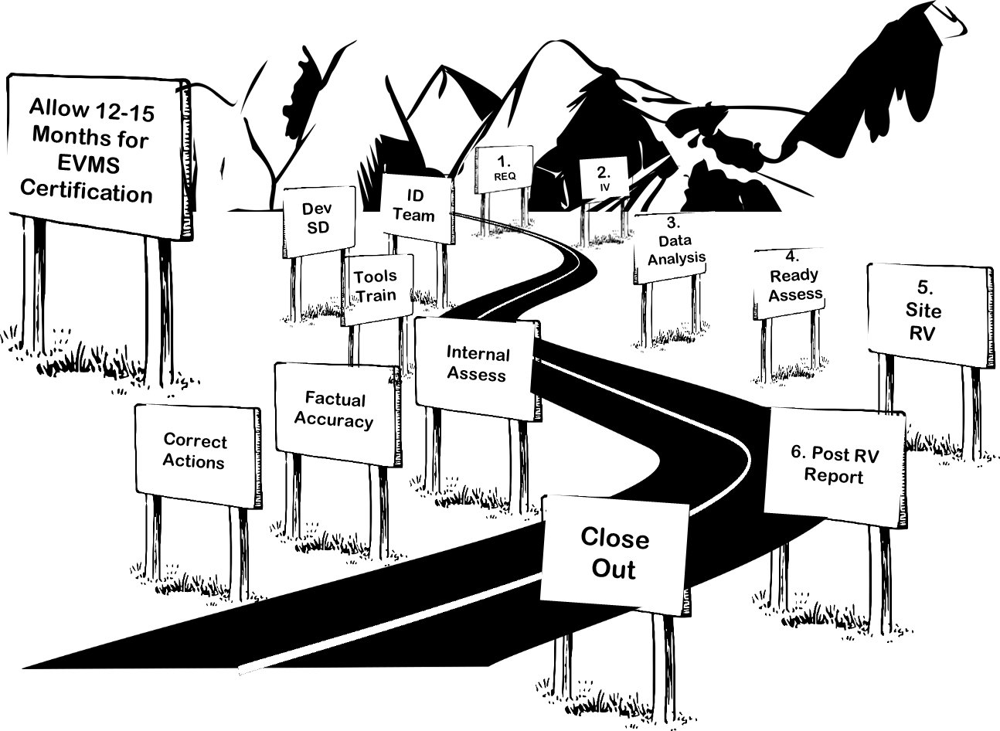 Allow 12-15
Months for
EVMS
Certification
1.
REQ
2.
IV
ID
Team
Dev
SD
3.
Data
Analysis
Tools
Train
4.
Ready
Assess
5.
Site
RV
Internal
Assess
Factual
Accuracy
Correct
Actions
6. Post RV
Report
Close
Out